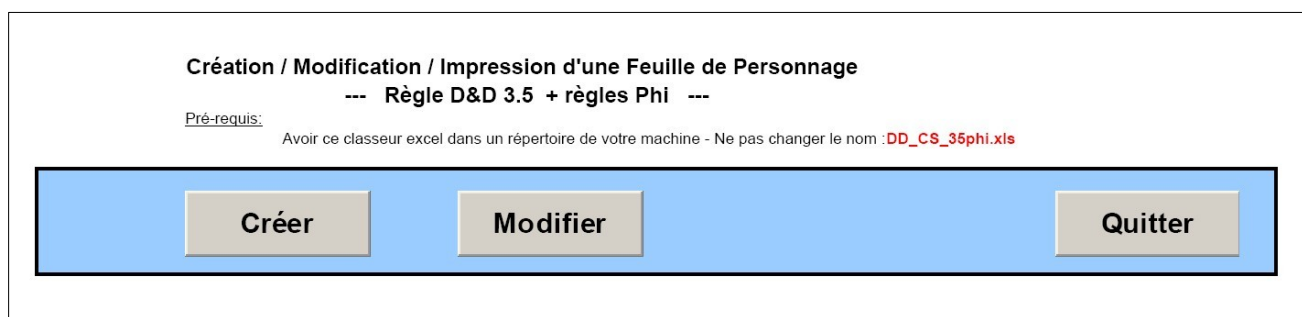 Création / Modification / Impression d'une Feuille de Personnage
--- Règle D&D 3.5 + règles Phi ---
Pré-requis:
Avoir ce classeur excel dans un répertoire de votre machine - Ne pas changer le nom :DD_CS_35phi.xls
Créer Modifier Quitter